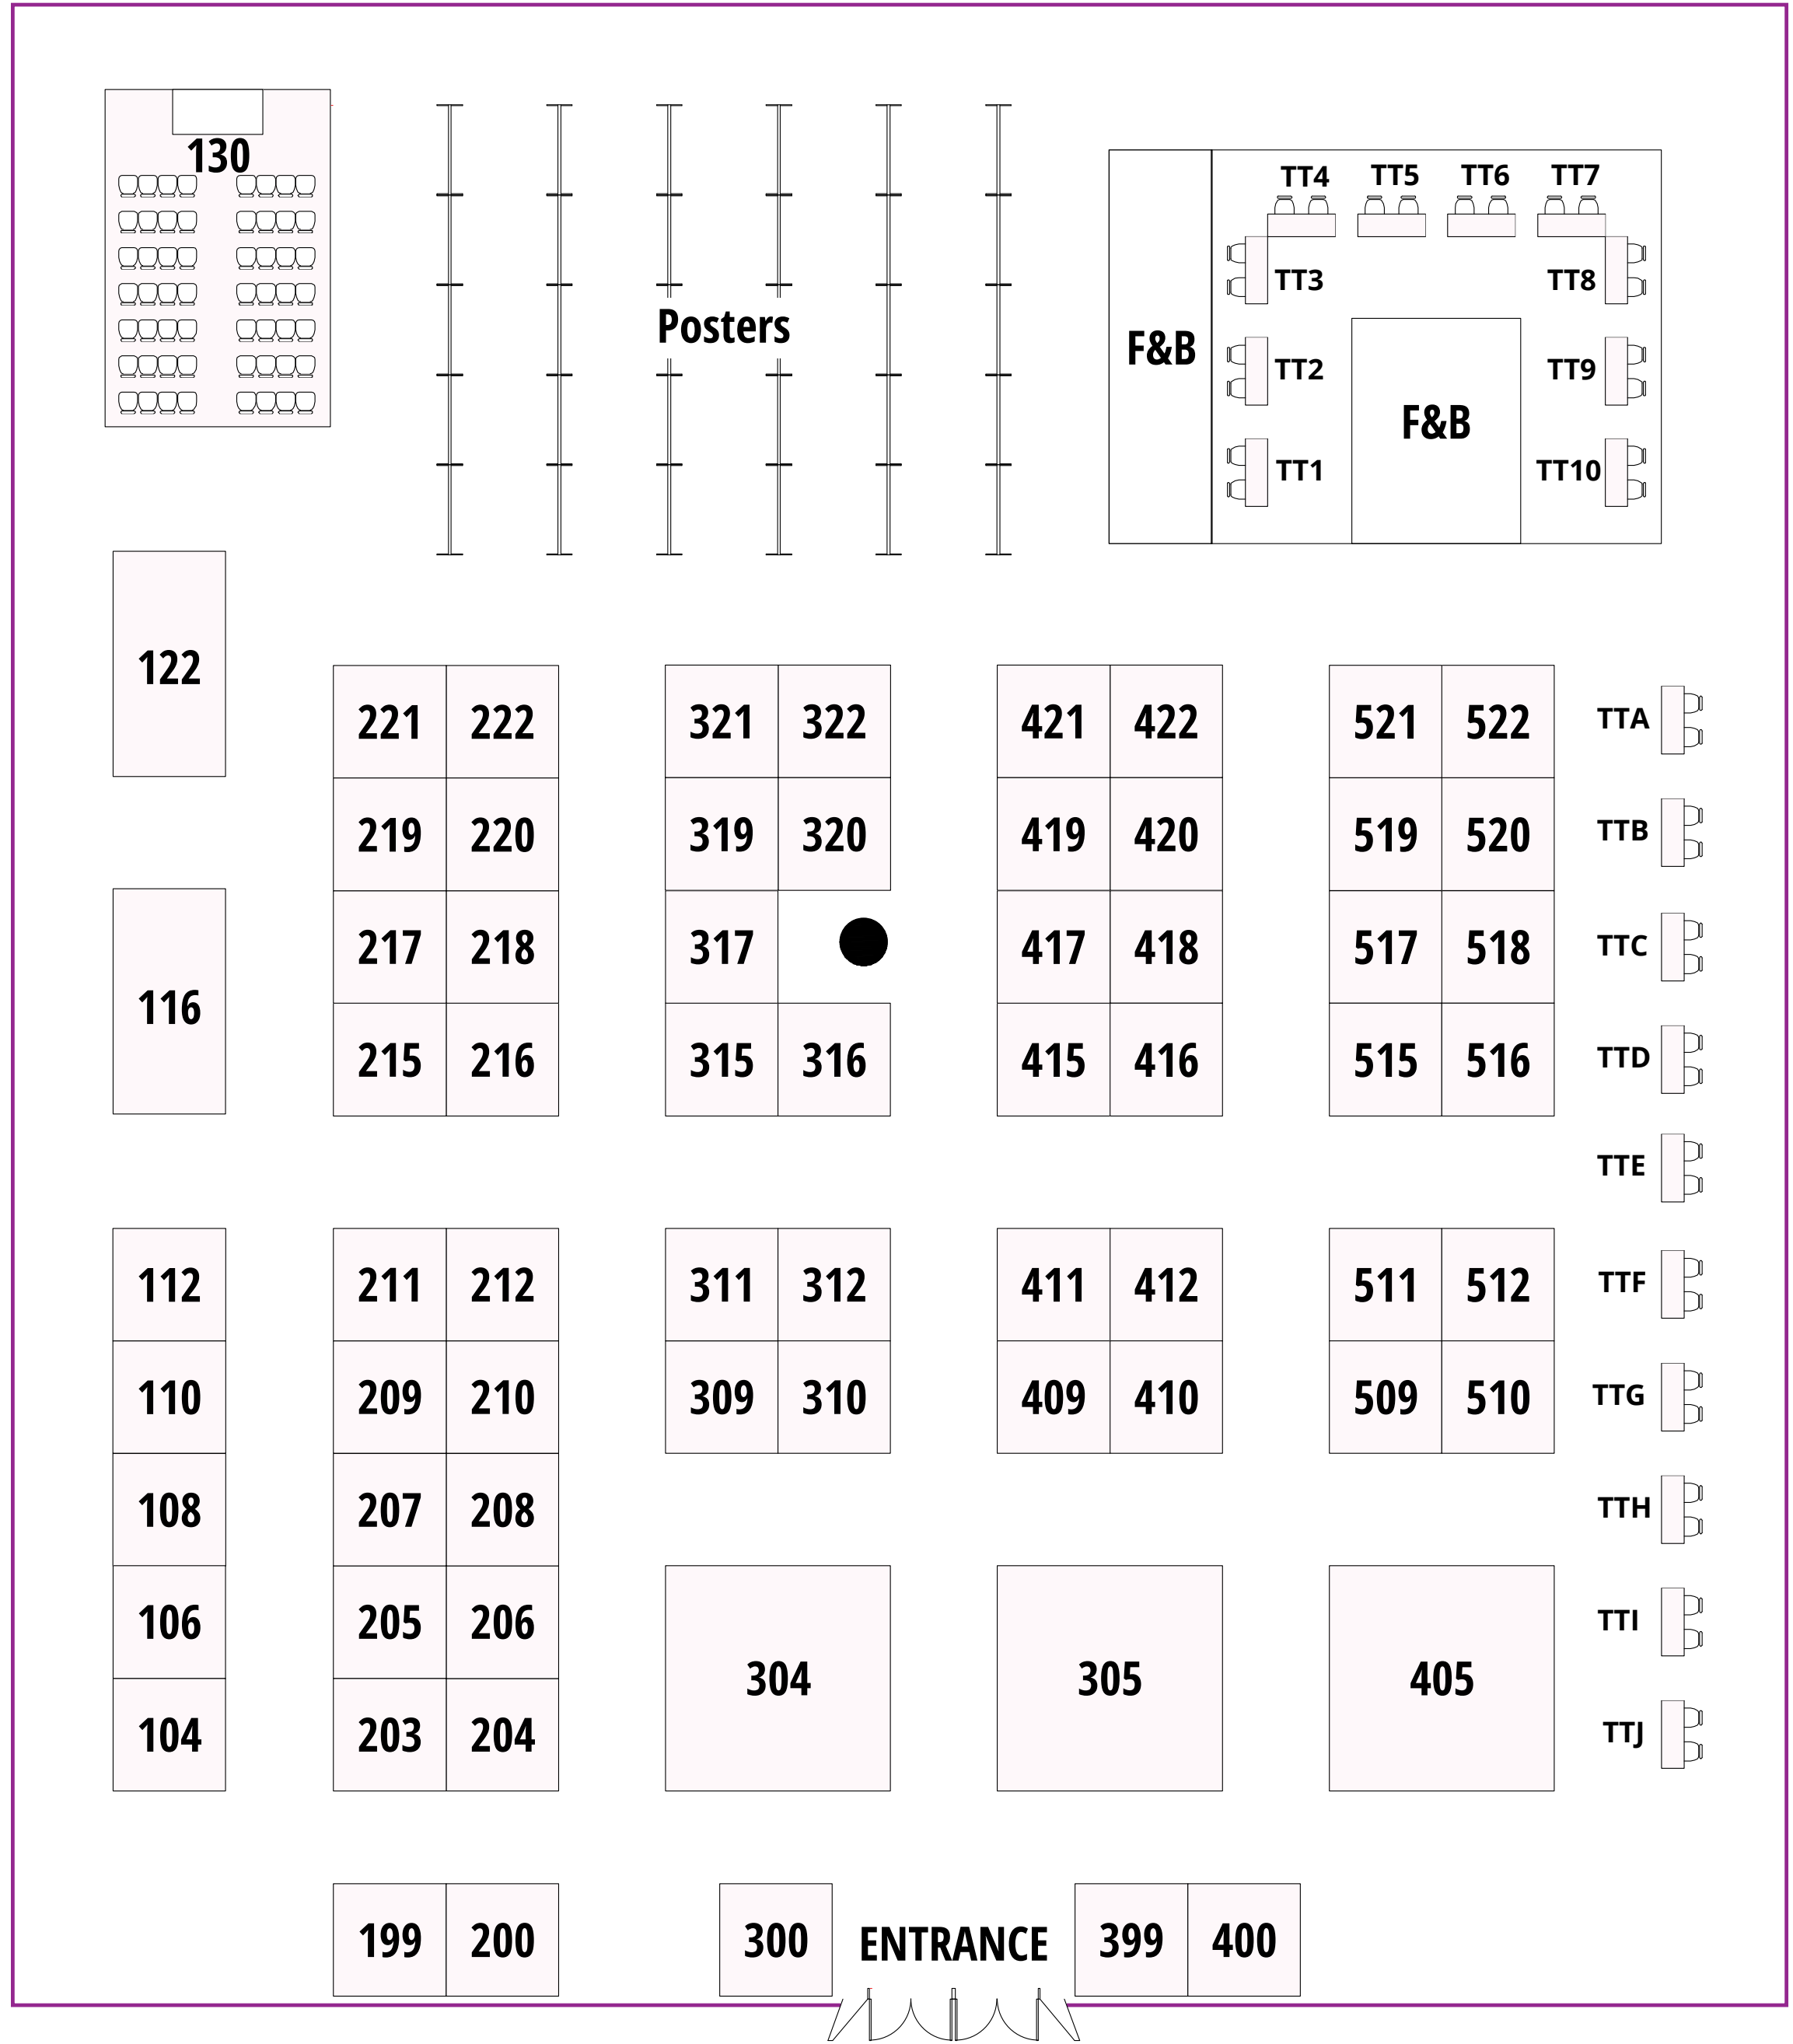 130
Posters
F&B
TT4 TT5 TT6 TT7
TT3 TT8
TT2 TT9
F&B
TT1 TT10
122
221 222 321 322 421 422 521 522 TTA
219 220 319 320 419 420 519 520 TTB
116
217 218 317 417 418 517 518 TTC
215 216 315 316 415 416 515 516 TTD
TTE
112 211 212 311 312 411 412 511 512 TTF
110 209 210 309 310 409 410 509 510 TTG
108 207 208 TTH
106 205 206 TTI
304 305 405
104 203 204 TTJ
199 200 300 ENTRANCE 399 400